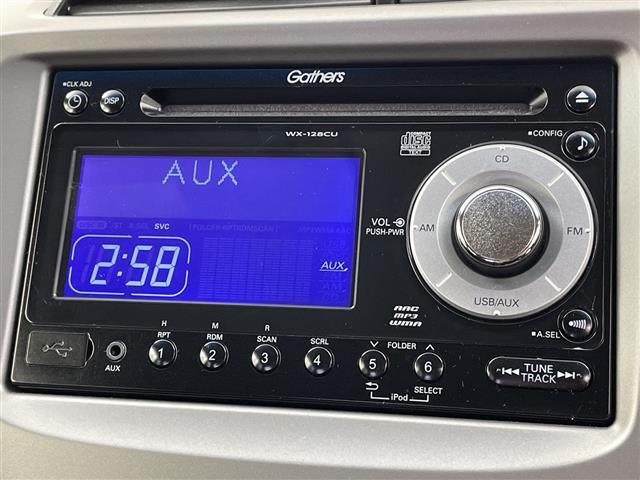 Gathers
■CLK ADJ
DISP
WX-128CU
COMPACT
disc
DIGITAL AUDIO
TEXT
■CONFIG
AUX
SVC
2:58
AUX
VOL
PUSH-PWR
CD
AM
FM
USB/AUX
AAC
MP3
WMA
■A.SEL
AUX
H
RPT
1
M
RDM
2
R
SCAN
3
SCRL
4
FOLDER
5
6
SELECT
iPod
TUNE
TRACK